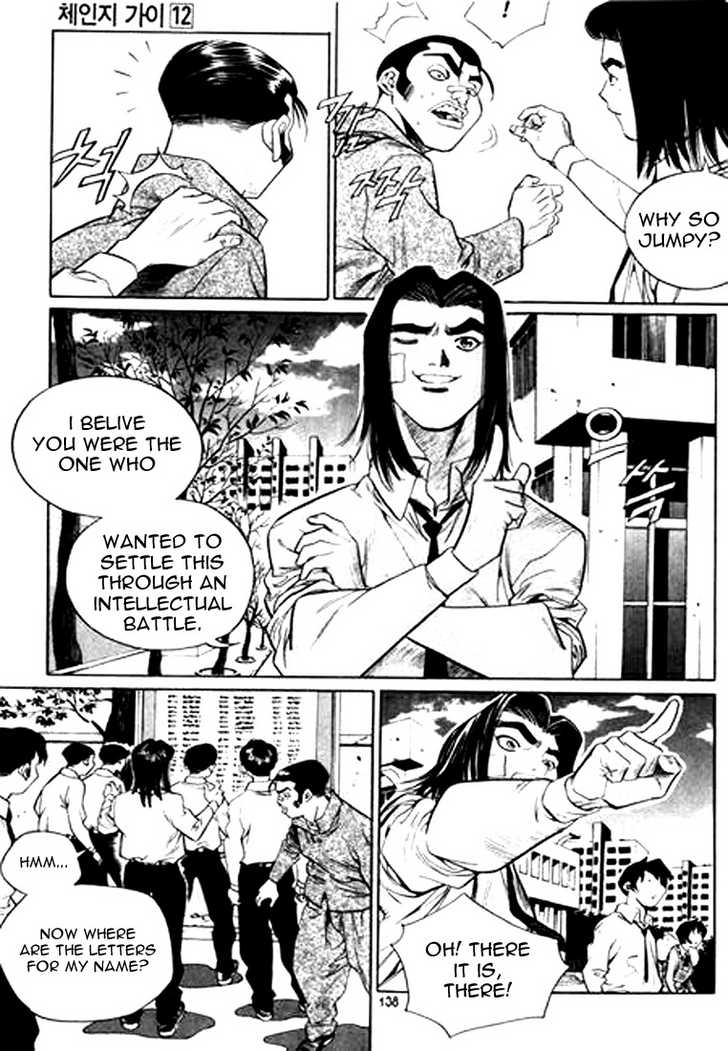 체인지 가이 12
!
척
WHY SO
JUMPY?
I BELIVE
YOU WERE THE
ONE WHO
WANTED TO
SETTLE THIS
THROUGH AN
INTELLECTUAL
BATTLE.
HMM...
NOW WHERE
ARE THE LETTERS
FOR MY NAME?
OH! THERE
IT IS,
THERE!
138